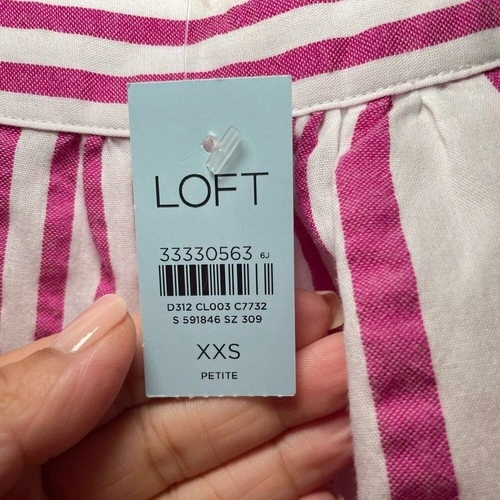 LOFT
33330563 6J
D312 CL003 C7732
S 591846 SZ 309
XXS
PETITE